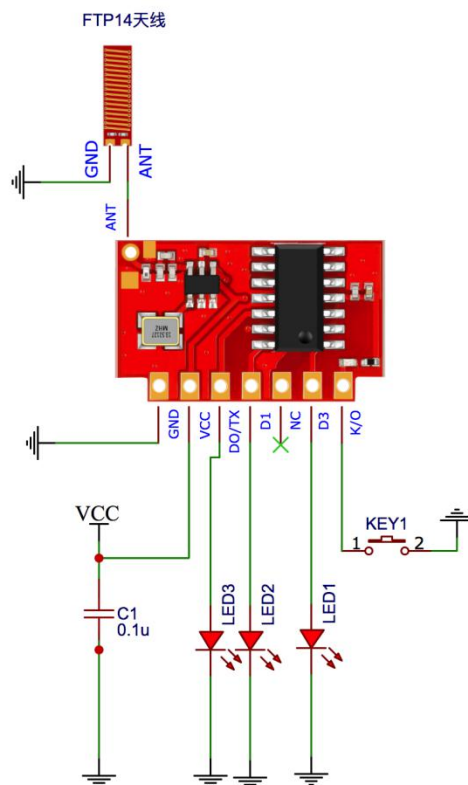 FTP14天线
GND
ANT
ANT
GND
VCC
DO/TX
D1
NC
D3
K/O
VCC
C1
0.1u
LED3
LED2
LED1
KEY1
1
2